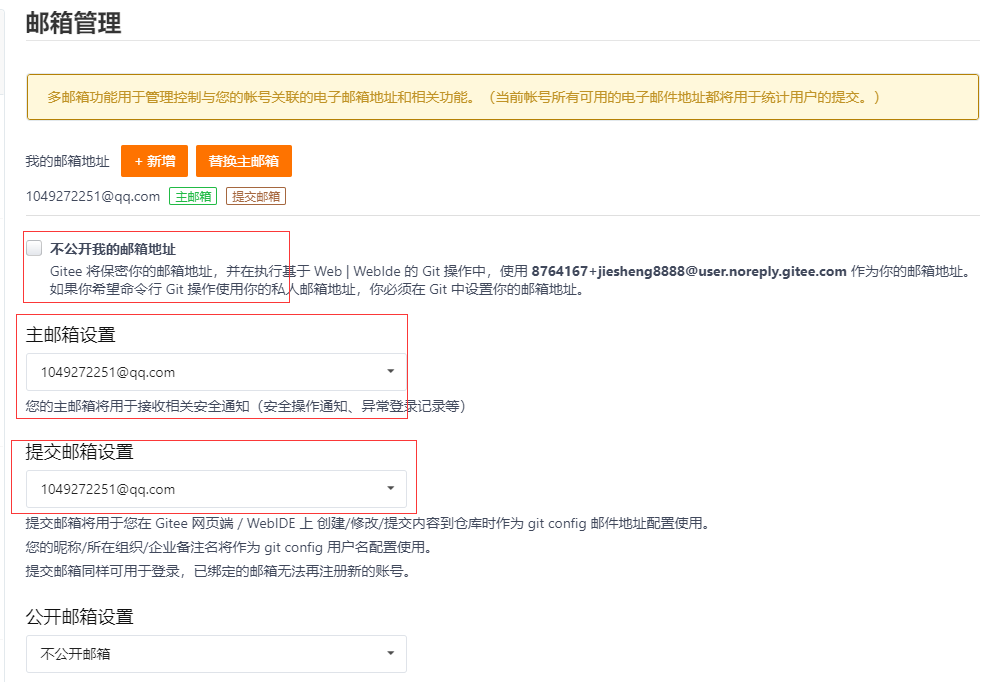 邮箱管理
多邮箱功能用于管理控制与您的帐号关联的电子邮箱地址和相关功能。（当前帐号所有可用的电子邮件地址都将用于统计用户的提交。）
我的邮箱地址 + 新增 替换主邮箱
1049272251@qq.com 主邮箱 提交邮箱
不公开我的邮箱地址
Gitee 将保密你的邮箱地址，并在执行基于 Web | WebIde 的 Git 操作中，使用 8764167+jiesheng8888@user.noreply.gitee.com 作为你的邮箱地址。
如果你希望命令行 Git 操作使用你的私人邮箱地址，你必须在 Git 中设置你的邮箱地址。
主邮箱设置
1049272251@qq.com
您的主邮箱将用于接收相关安全通知（安全操作通知、异常登录记录等）
提交邮箱设置
1049272251@qq.com
提交邮箱将用于您在 Gitee 网页端 / WebIDE 上 创建/修改/提交内容到仓库时作为 git config 邮件地址配置使用。
您的昵称/所在组织/企业备注名将作为 git config 用户名配置使用。
提交邮箱同样可用于登录，已绑定的邮箱无法再注册新的账号。
公开邮箱设置
不公开邮箱